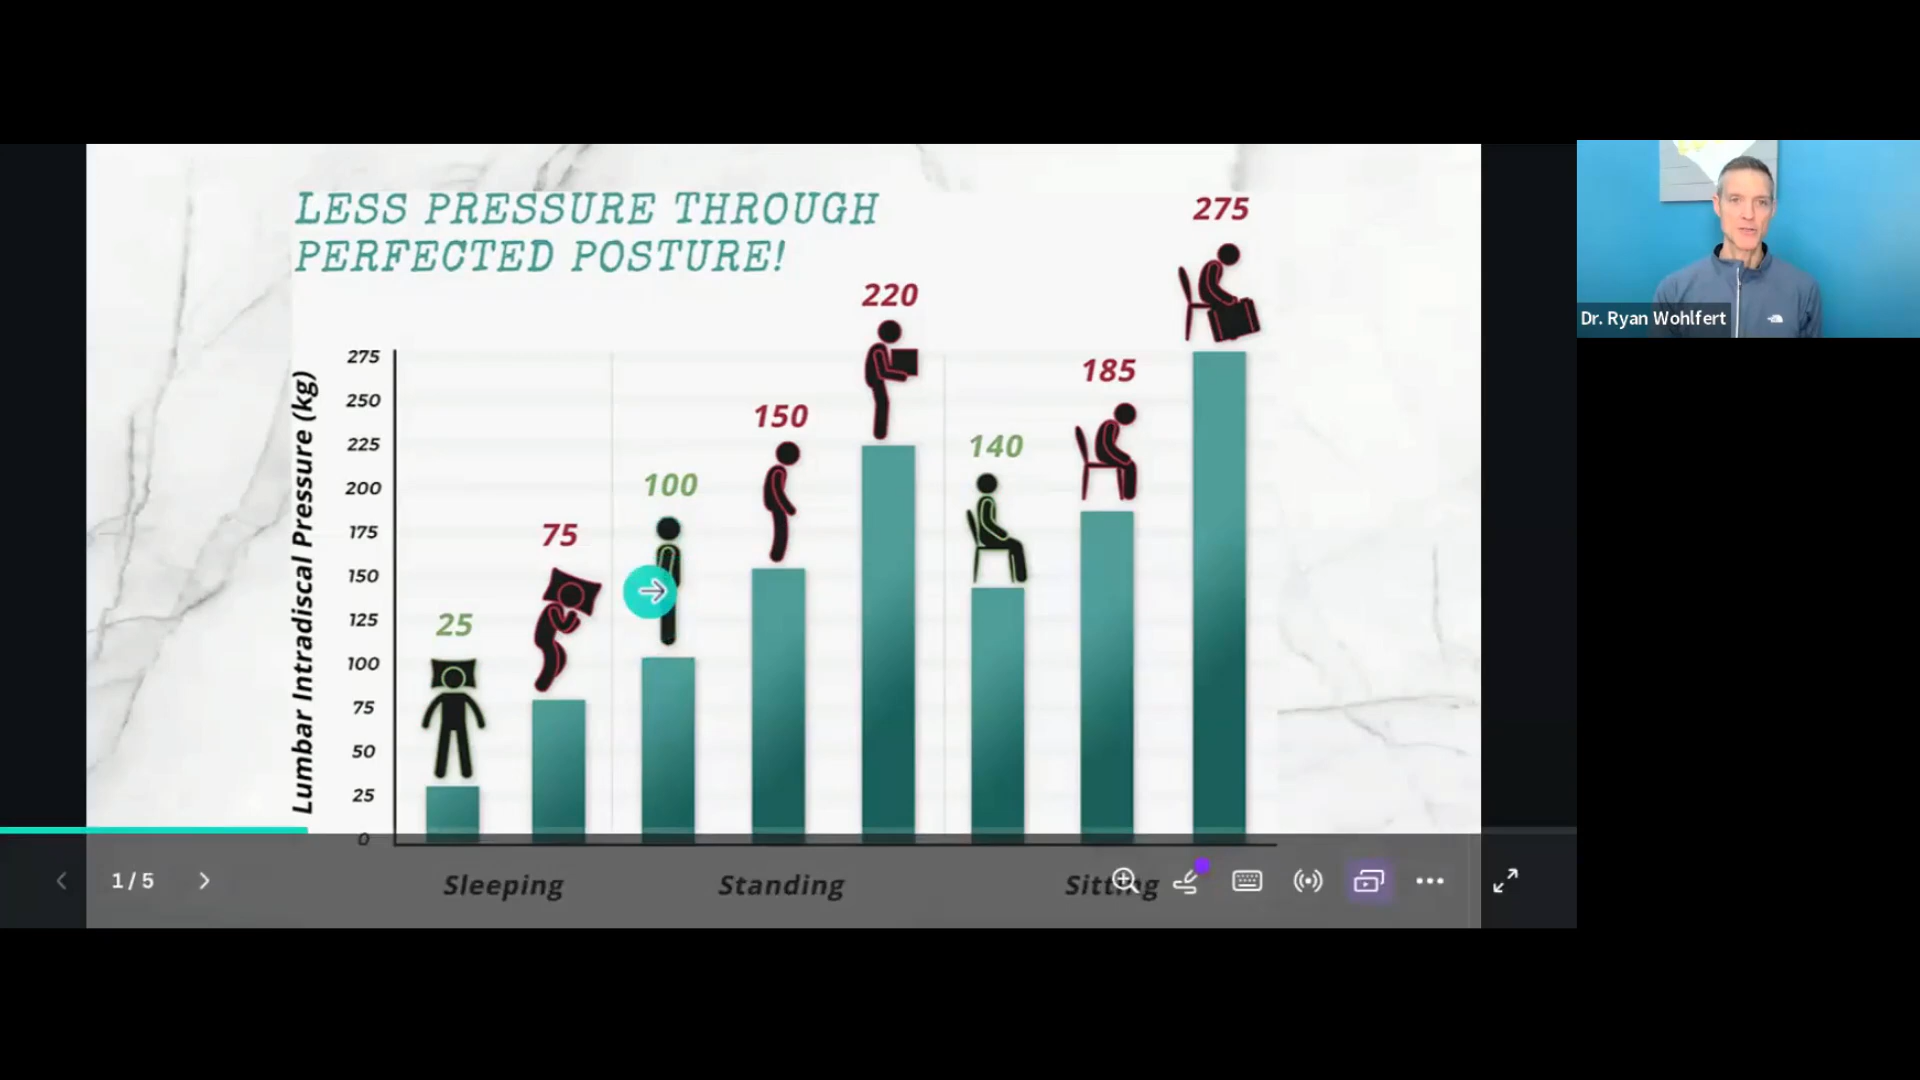 LESS PRESSURE THROUGH
PERFECTED POSTURE!
Lumbar Intradiscal Pressure (kg)
275
250
225
200
175
150
125
100
75
50
25
0
25
75
100
150
220
140
185
275
Sleeping
Standing
Sitting
1 / 5
Dr. Ryan Wohlfert